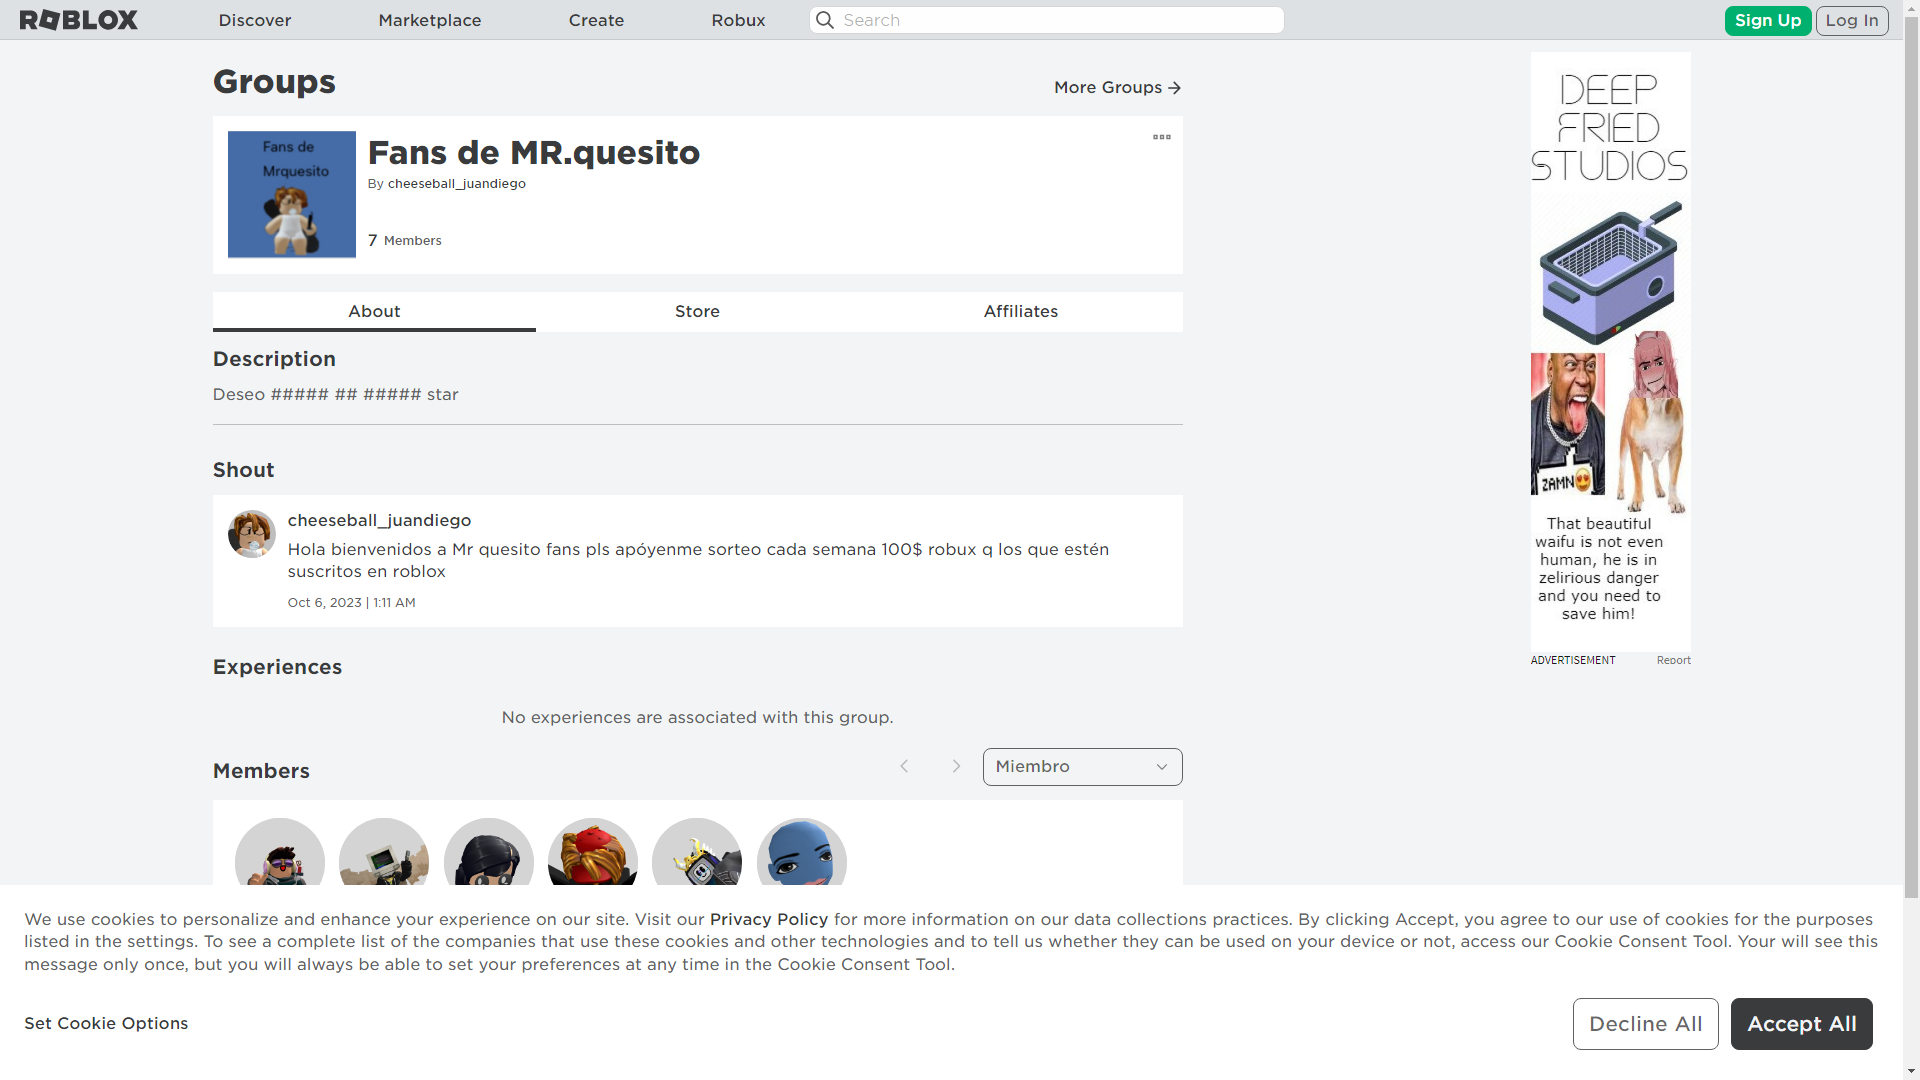 ROBLOX
Discover
Marketplace
Create
Robux
Search
Sign Up
Log In
Groups
More Groups
Fans de
Mrquesito
Fans de MR.quesito
By cheeseball_juandiego
7 Members
About
Store
Affiliates
Description
Deseo ##### ## ##### star
Shout
cheeseball_juandiego
Hola bienvenidos a Mr quesito fans pls apóyenme sorteo cada semana 100$ robux q los que estén
suscritos en roblox
Oct 6, 2023 | 1:11 AM
Experiences
No experiences are associated with this group.
Members
Miembro
DEEP
FRIED
STUDIOS
ZAMN
That beautiful
waifu is not even
human, he is in
zelirious danger
and you need to
save him!
ADVERTISEMENT
Report
We use cookies to personalize and enhance your experience on our site. Visit our Privacy Policy for more information on our data collections practices. By clicking Accept, you agree to our use of cookies for the purposes
listed in the settings. To see a complete list of the companies that use these cookies and other technologies and to tell us whether they can be used on your device or not, access our Cookie Consent Tool. Your will see this
message only once, but you will always be able to set your preferences at any time in the Cookie Consent Tool.
Set Cookie Options
Decline All
Accept All